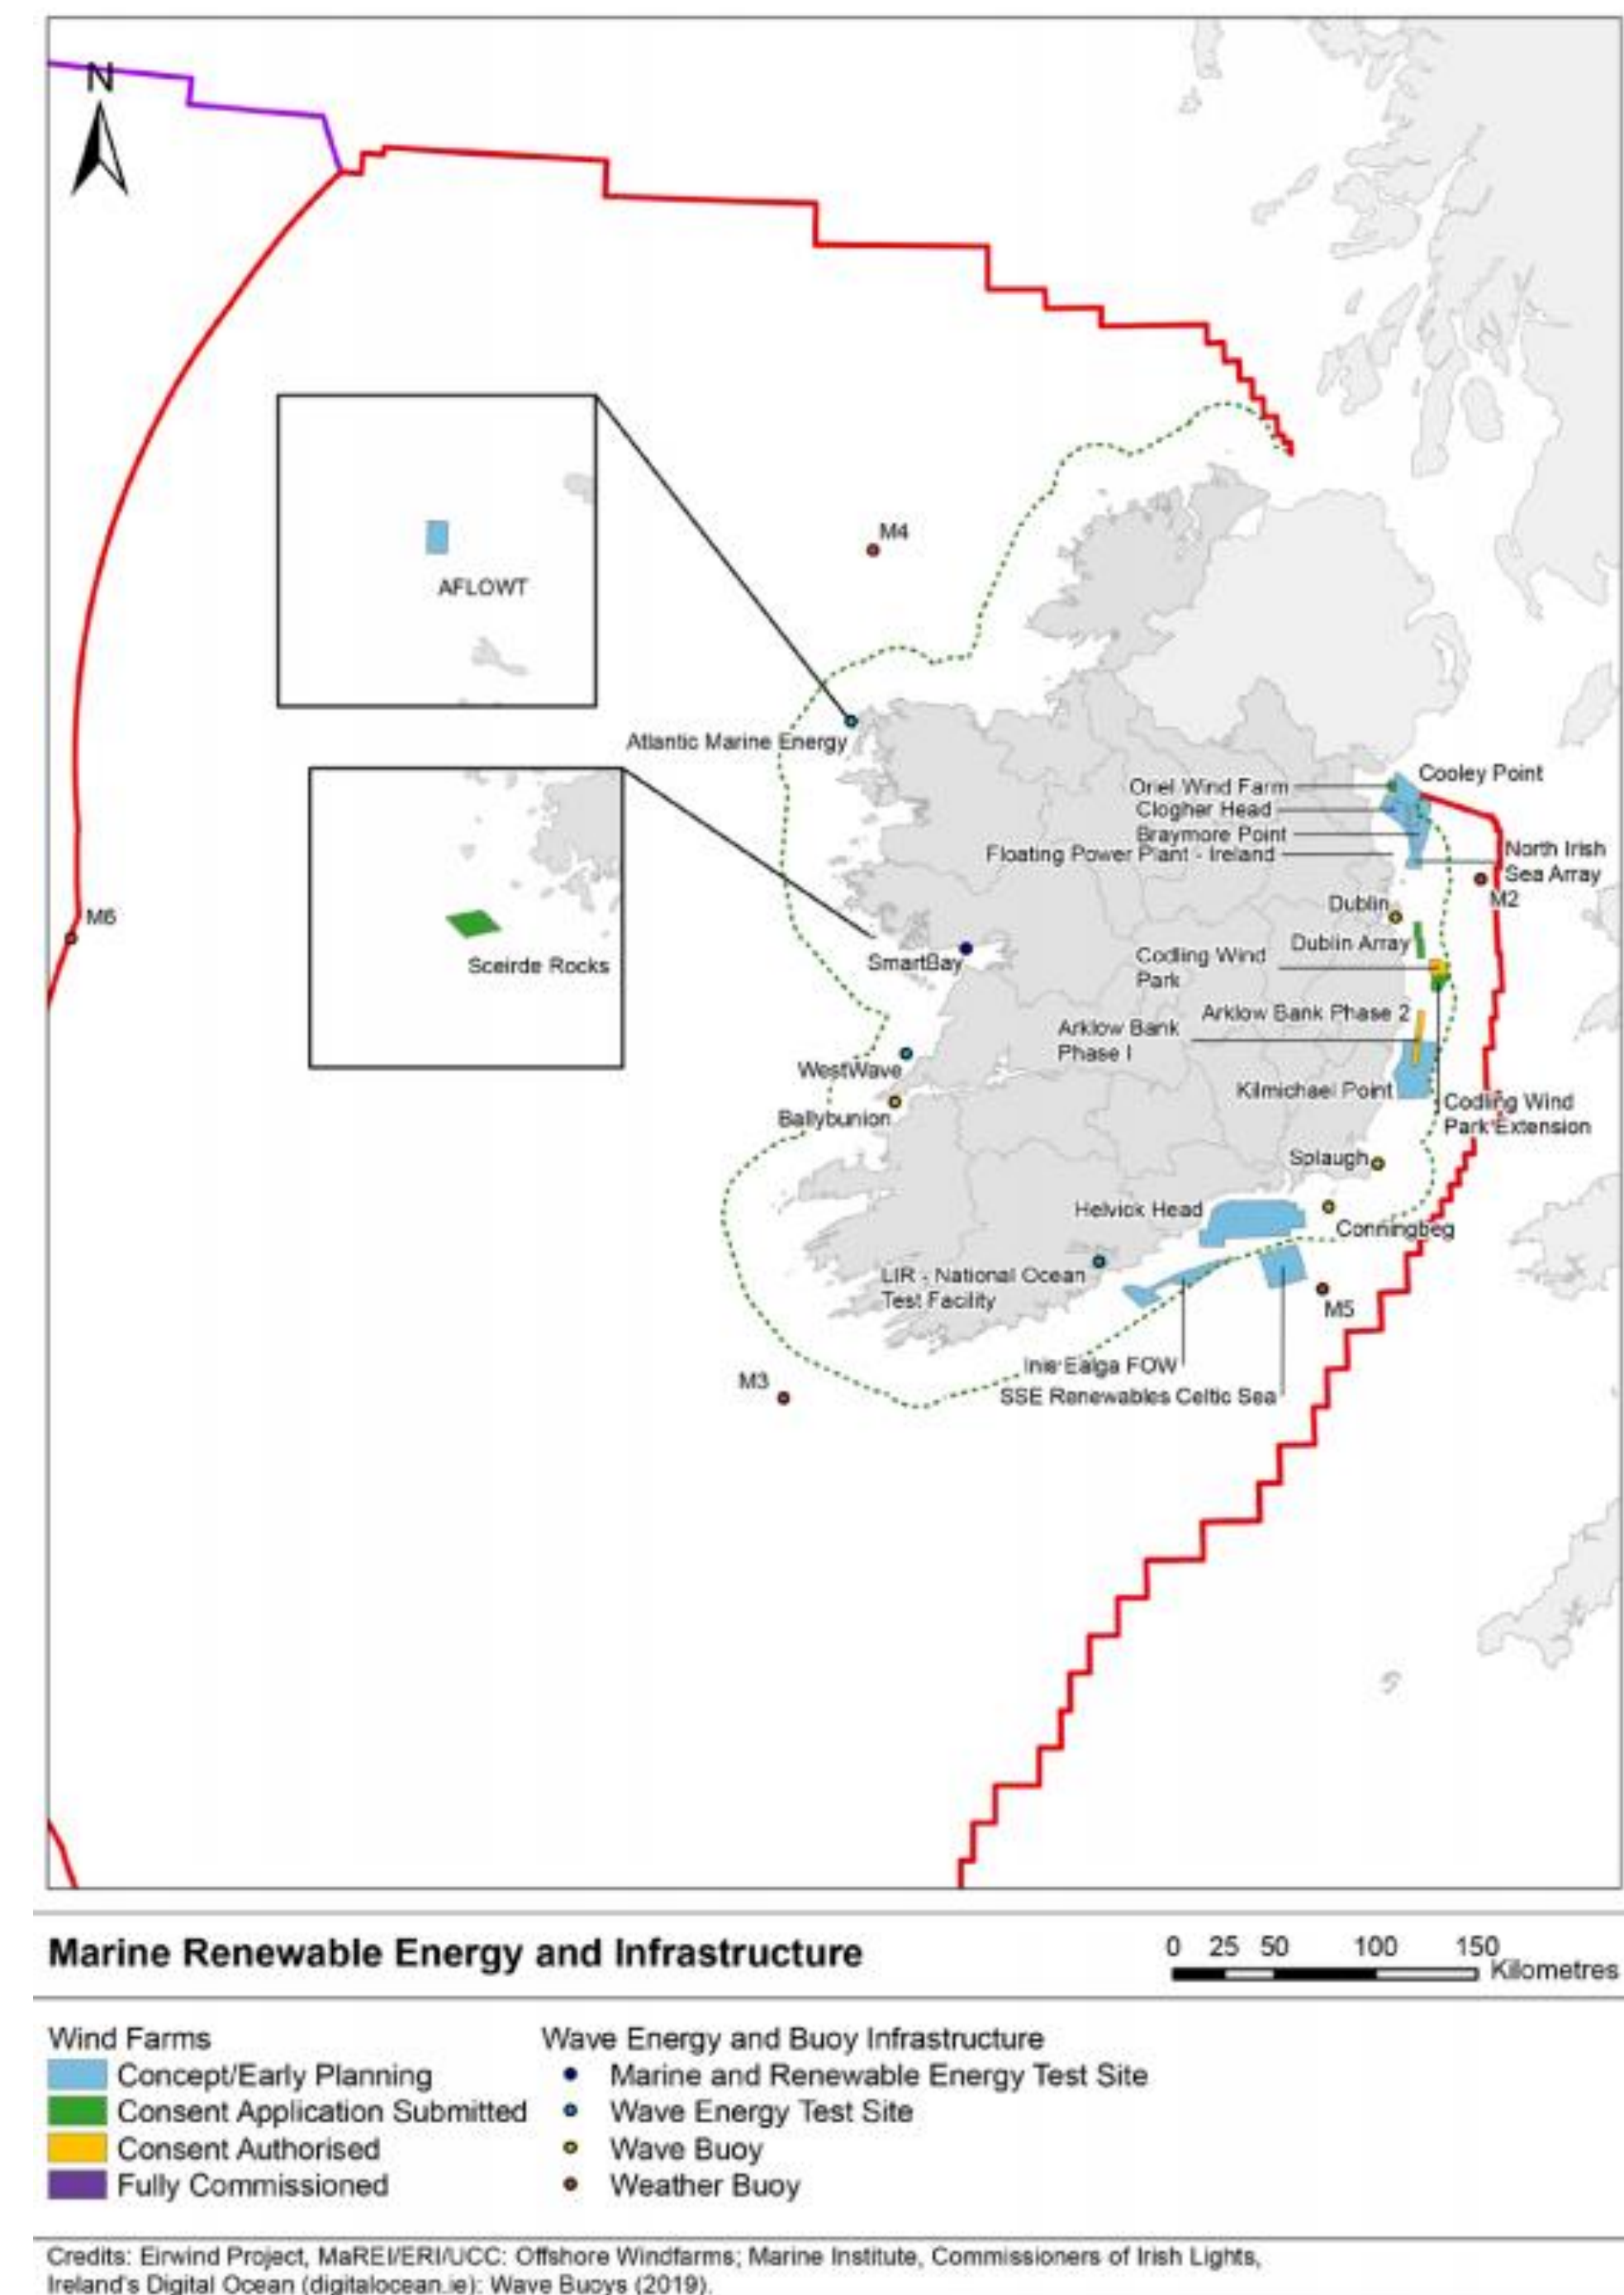 N
M4
AFLOWT
Atlantic Marine Energy
Cooley Point
Oriel Wind Farm
Clogher Head
Braymore Point
Floating Power Plant - Ireland
North Irish
Sea Array
M2
M6
Dublin
Dublin Array
Sceirde Rocks
SmartBay
Codling Wind
Park
Arklow Bank Phase 2
Arklow Bank
Phase I
WestWave
Kilmichael Point
Ballybunion
Codling Wind
Park Extension
Splaugh
Helvick Head
Conningbeg
LIR - National Ocean
Test Facility
M5
Inis Ealga FOW
M3
SSE Renewables Celtic Sea
Marine Renewable Energy and Infrastructure
0 25 50 100 150
Kilometres
Wind Farms
Concept/Early Planning
Consent Application Submitted
Consent Authorised
Fully Commissioned
Wave Energy and Buoy Infrastructure
Marine and Renewable Energy Test Site
Wave Energy Test Site
Wave Buoy
Weather Buoy
Credits: Eirwind Project, MaREI/ERI/UCC: Offshore Windfarms; Marine Institute, Commissioners of Irish Lights,
Ireland's Digital Ocean (digitalocean.ie): Wave Buoys (2019).